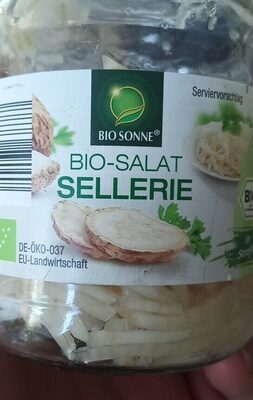 Serviervorschlag
BIO SONNE®
BIO-SALAT
SELLERIE
DE-ÖKO-037
EU-Landwirtschaft